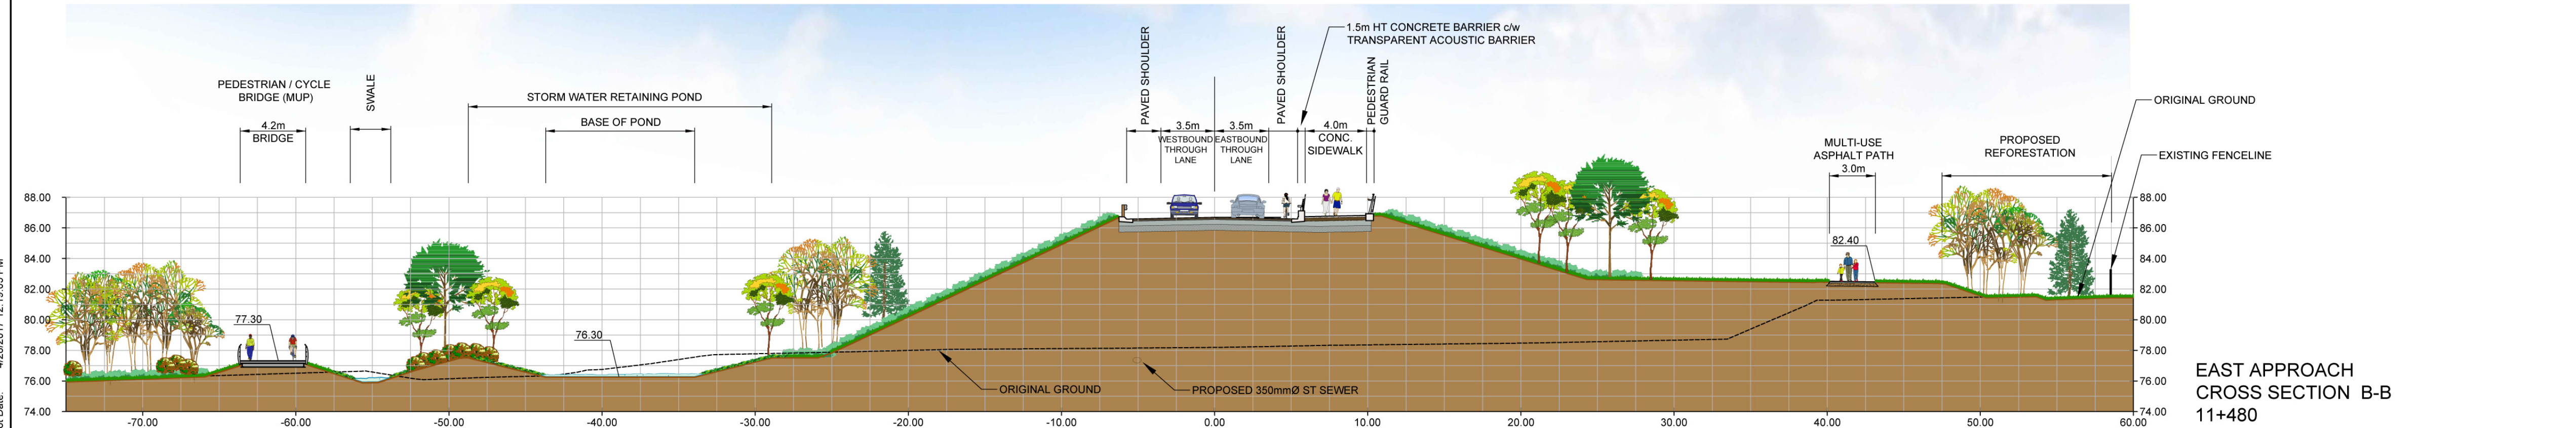 PEDESTRIAN / CYCLE
BRIDGE (MUP)
4.2m
BRIDGE
SWALE
STORM WATER RETAINING POND
BASE OF POND
PAVED SHOULDER
3.5m
WESTBOUND
THROUGH
LANE
3.5m
EASTBOUND
THROUGH
LANE
PAVED SHOULDER
1.5m HT CONCRETE BARRIER c/w
TRANSPARENT ACOUSTIC BARRIER
4.0m
CONC.
SIDEWALK
PEDESTRIAN
GUARD RAIL
MULTI-USE
ASPHALT PATH
3.0m
PROPOSED
REFORESTATION
ORIGINAL GROUND
EXISTING FENCELINE
88.00
86.00
84.00
82.00
80.00
78.00
76.00
74.00
77.30
76.30
82.40
ORIGINAL GROUND
PROPOSED 350mmØ ST SEWER
88.00
86.00
84.00
82.00
80.00
78.00
76.00
74.00
-70.00
-60.00
-50.00
-40.00
-30.00
-20.00
-10.00
0.00
10.00
20.00
30.00
40.00
50.00
60.00
EAST APPROACH
CROSS SECTION B-B
11+480